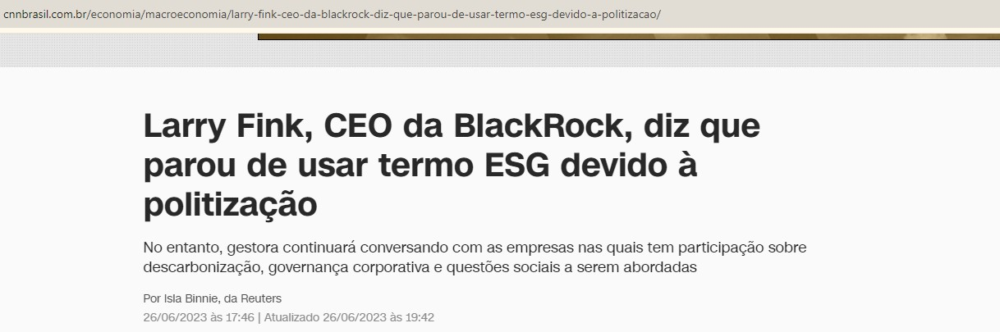 cnnbrasil.com.br/economia/macroeconomia/larry-fink-ceo-da-blackrock-diz-que-parou-de-usar-termo-esg-devido-a-politizacao/
Larry Fink, CEO da BlackRock, diz que
parou de usar termo ESG devido à
politização
No entanto, gestora continuará conversando com as empresas nas quais tem participação sobre
descarbonização, governança corporativa e questões sociais a serem abordadas
Por Isla Binnie, da Reuters
26/06/2023 às 17:46 | Atualizado 26/06/2023 às 19:42